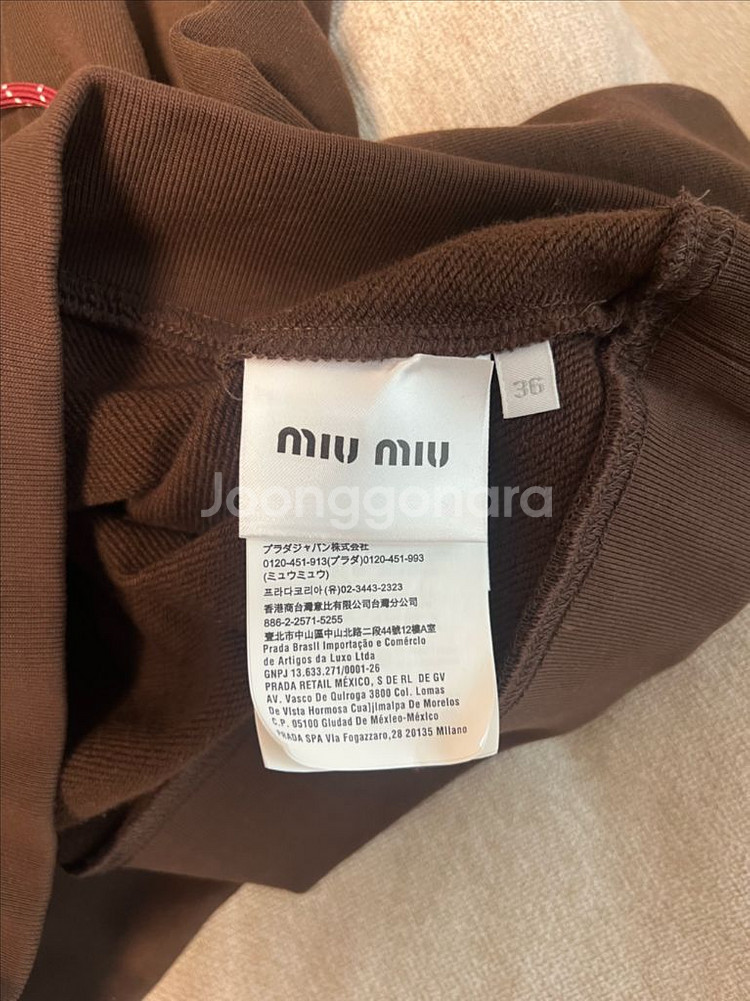 36
miu miu
Joonggonara
プラダジャパン株式会社
0120-451-913(プラダ)0120-451-993
(ミュウミュウ)
프라다코리아(유)02-3443-2323
香港商台灣意比有限公司台灣分公司
886-2-2571-5255
臺北市中山區中山北路二段44號12樓A室
Prada Brasil Importação e Comércio
de Artigos da Luxo Ltda
GNPJ 13.633.271/0001-26
PRADA RETAIL MÉXICO, S DE RL DE GV
AV. Vasco De Quiroga 3800 Col. Lomas
De Vista Hormosa Cuajimalpa De Morelos
C.P. 05100 Gludad De Méxleo-México
PRADA SPA Via Fogazzaro,28 20135 Milano